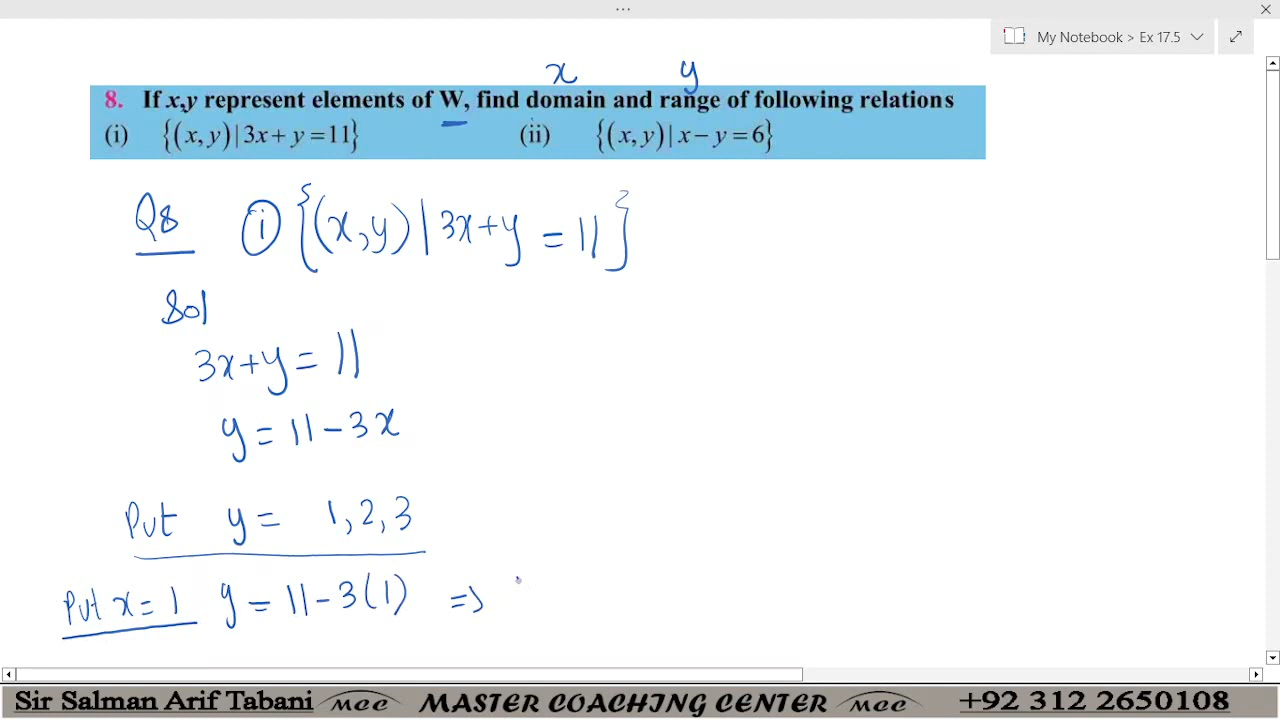 ...
My Notebook > Ex 17.5
x y
8. If x,y represent elements of W, find domain and range of following relations
(i) {(x, y) | 3x + y = 11} (ii) {(x, y) | x − y = 6}
Q8 (i) {(x,y) | 3x+y = 11}
Sol
3x+y = 11
y = 11 − 3x
Put y = 1, 2, 3
Put x = 1 y = 11 − 3(1) =>
Sir Salman Arif Tabani mcc MASTER COACHING CENTER mcc +92 312 2650108